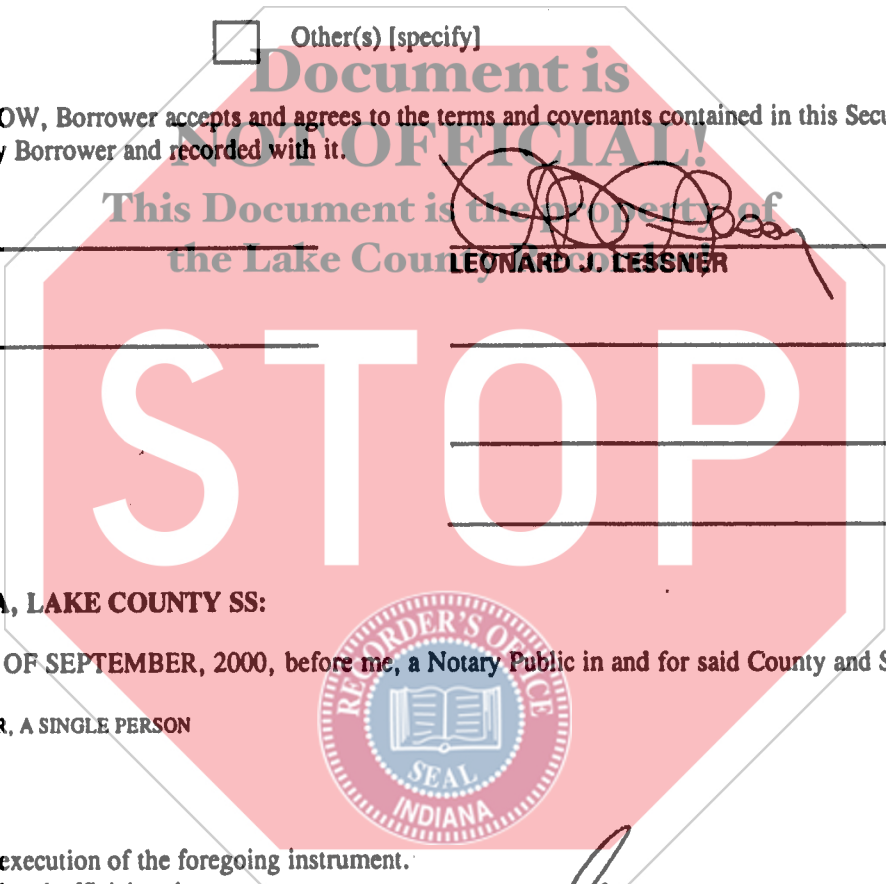 Other(s) [specify]
Document is
OW, Borrower accepts and agrees to the terms and covenants contained in this Secu
NOT OFFICIAL!
y Borrower and recorded with it.
This Document is the property of
the Lake County Recorder!
LEONARD J. LESSNER
STOP
A, LAKE COUNTY SS:
OF SEPTEMBER, 2000, before me, a Notary Public in and for said County and S
R, A SINGLE PERSON
RECORDER'S OFFICE
SEAL
INDIANA
execution of the foregoing instrument.